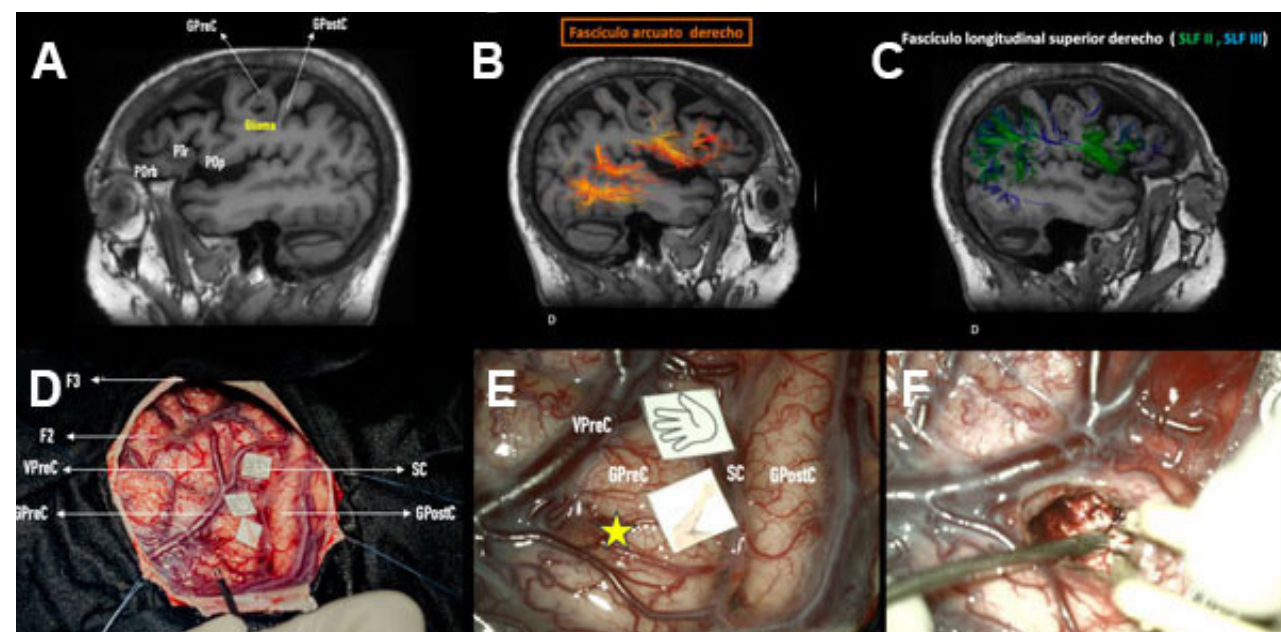 A
GPreC
GPostC
Glioma
PTr
POp
POrb
B
Fascículo arcuato derecho
D
C
Fascículo longitudinal superior derecho ( SLF II , SLF III)
D
D
F3
F2
VPreC
GPreC
SC
GPostC
E
VPreC
GPreC
SC
GPostC
F